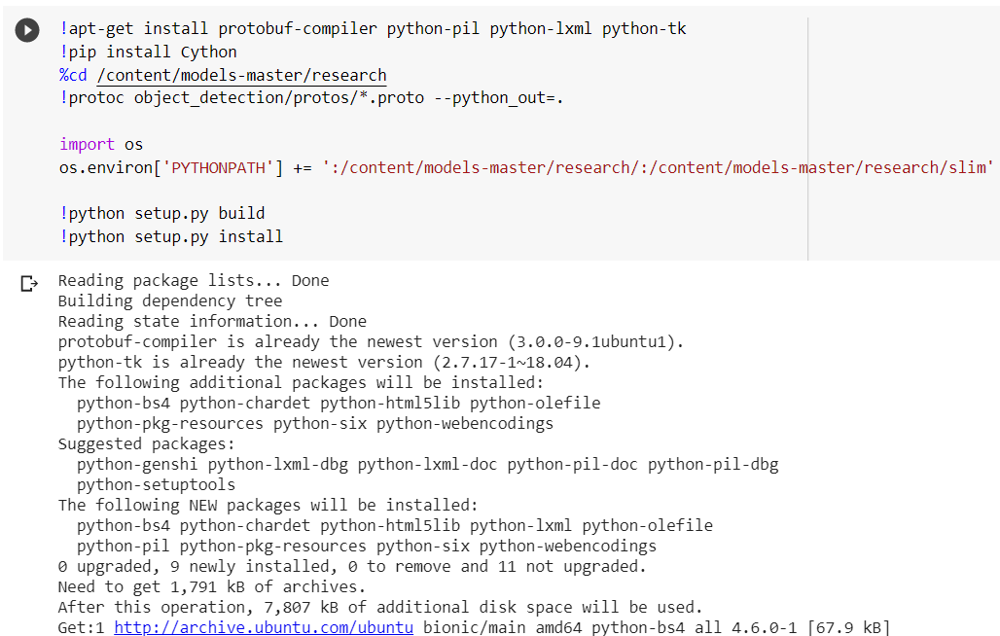 !apt-get install protobuf-compiler python-pil python-lxml python-tk
!pip install Cython
%cd /content/models-master/research
!protoc object_detection/protos/*.proto --python_out=.
import os
os.environ['PYTHONPATH'] += ':/content/models-master/research/:/content/models-master/research/slim'
!python setup.py build
!python setup.py install
Reading package lists... Done
Building dependency tree
Reading state information... Done
protobuf-compiler is already the newest version (3.0.0-9.1ubuntu1).
python-tk is already the newest version (2.7.17-1~18.04).
The following additional packages will be installed:
  python-bs4 python-chardet python-html5lib python-olefile
  python-pkg-resources python-six python-webencodings
Suggested packages:
  python-genshi python-lxml-dbg python-lxml-doc python-pil-doc python-pil-dbg
  python-setuptools
The following NEW packages will be installed:
  python-bs4 python-chardet python-html5lib python-lxml python-olefile
  python-pil python-pkg-resources python-six python-webencodings
0 upgraded, 9 newly installed, 0 to remove and 11 not upgraded.
Need to get 1,791 kB of archives.
After this operation, 7,807 kB of additional disk space will be used.
Get:1 http://archive.ubuntu.com/ubuntu bionic/main amd64 python-bs4 all 4.6.0-1 [67.9 kB]